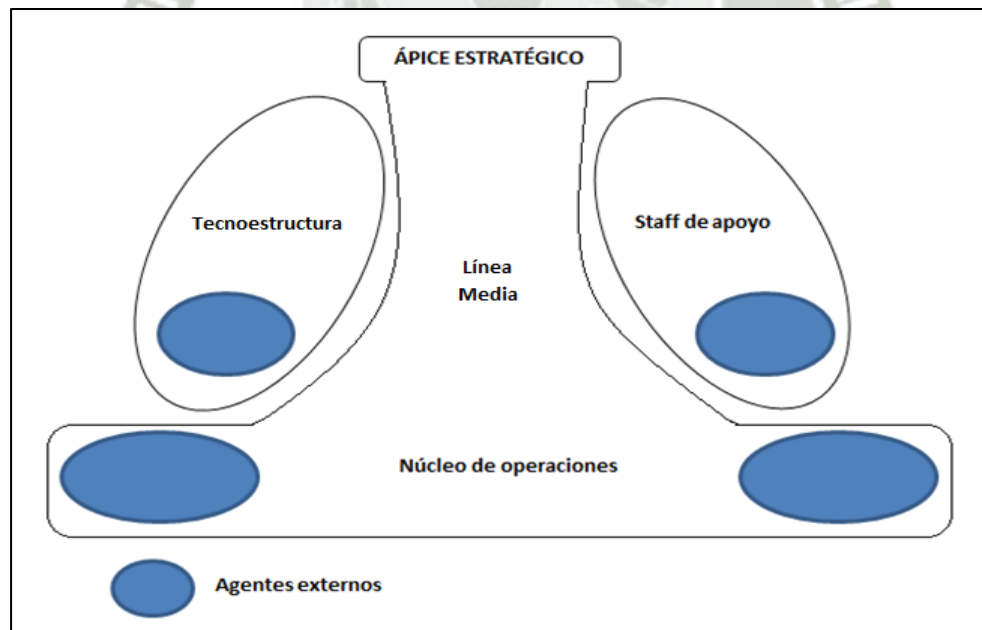 ÁPICE ESTRATÉGICO
Tecnoestructura
Staff de apoyo
Línea
Media
Núcleo de operaciones
Agentes externos